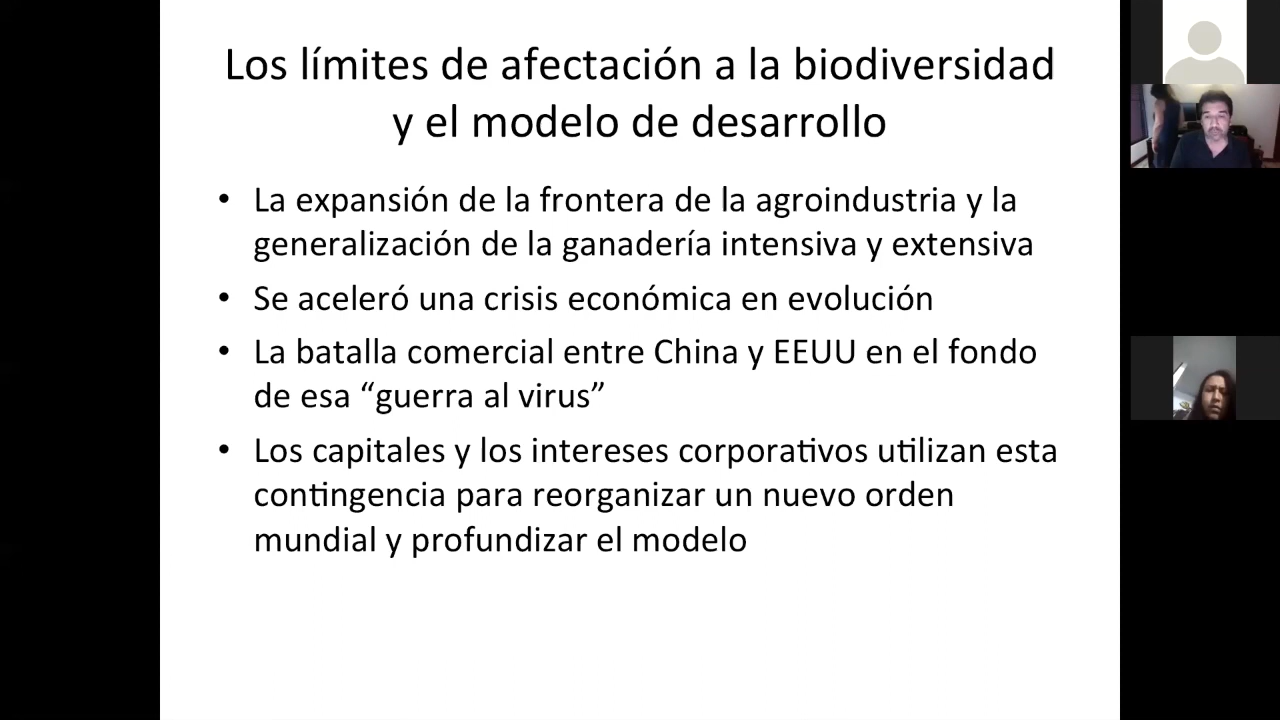 Los límites de afectación a la biodiversidad
y el modelo de desarrollo
• La expansión de la frontera de la agroindustria y la
generalización de la ganadería intensiva y extensiva
• Se aceleró una crisis económica en evolución
• La batalla comercial entre China y EEUU en el fondo
de esa “guerra al virus”
• Los capitales y los intereses corporativos utilizan esta
contingencia para reorganizar un nuevo orden
mundial y profundizar el modelo